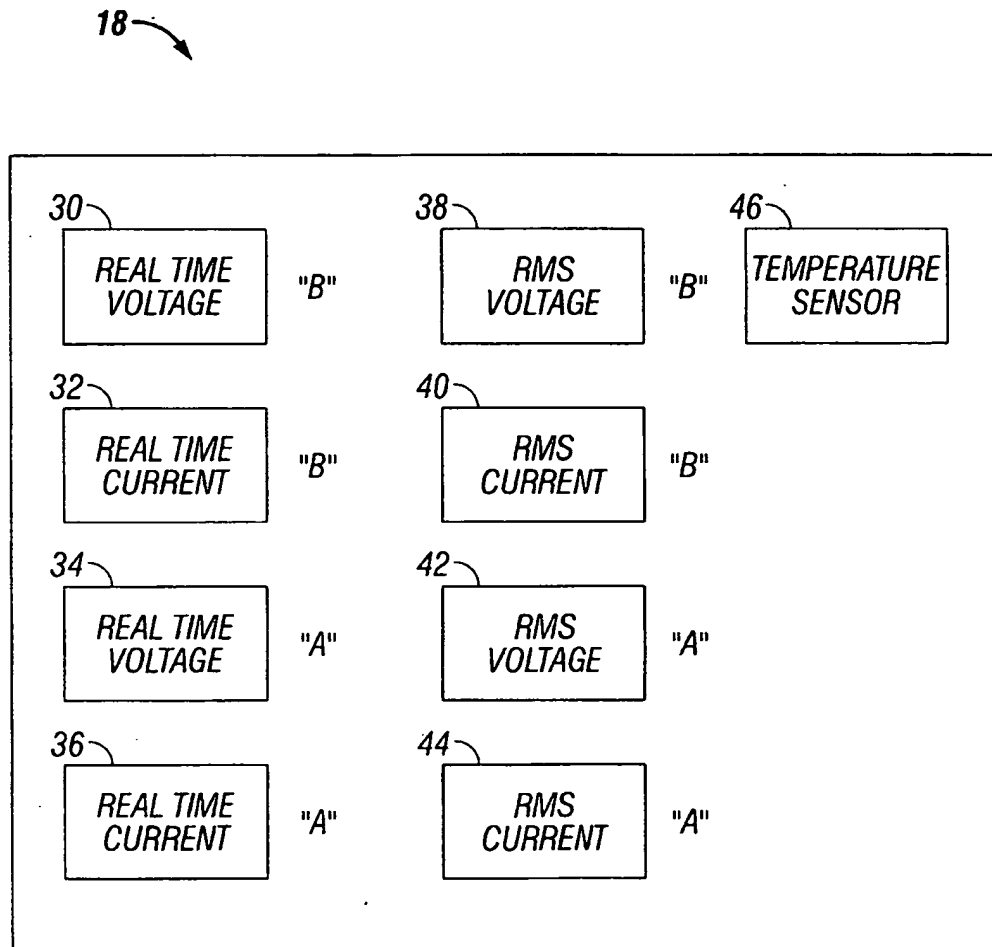 18
30
38
46
REAL TIME
VOLTAGE
"B"
RMS
VOLTAGE
"B"
TEMPERATURE
SENSOR
32
40
REAL TIME
CURRENT
"B"
RMS
CURRENT
"B"
34
42
REAL TIME
VOLTAGE
"A"
RMS
VOLTAGE
"A"
36
44
REAL TIME
CURRENT
"A"
RMS
CURRENT
"A"